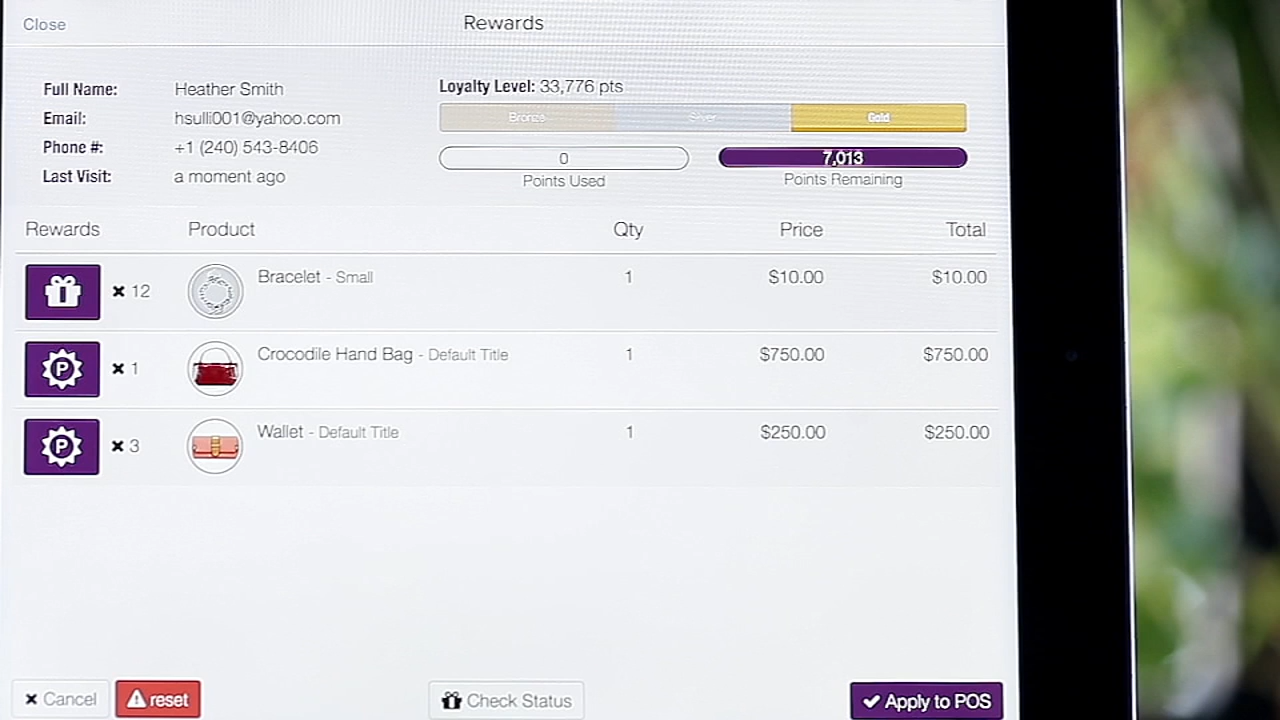 Close
Rewards
Full Name: Heather Smith
Email: hsulli001@yahoo.com
Phone #: +1 (240) 543-8406
Last Visit: a moment ago
Loyalty Level: 33,776 pts
Bronze Silver Gold
0 7,013
Points Used Points Remaining
Rewards Product Qty Price Total
× 12 Bracelet - Small 1 $10.00 $10.00
P × 1 Crocodile Hand Bag - Default Title 1 $750.00 $750.00
P × 3 Wallet - Default Title 1 $250.00 $250.00
× Cancel reset Check Status Apply to POS